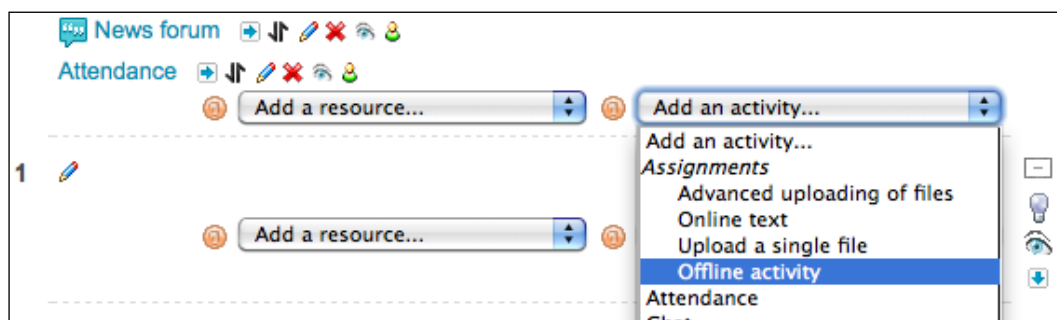 News forum
Attendance
Add a resource... Add an activity...
Add an activity...
Assignments
1
Advanced uploading of files
Online text
Add a resource... Upload a single file
Offline activity
Attendance